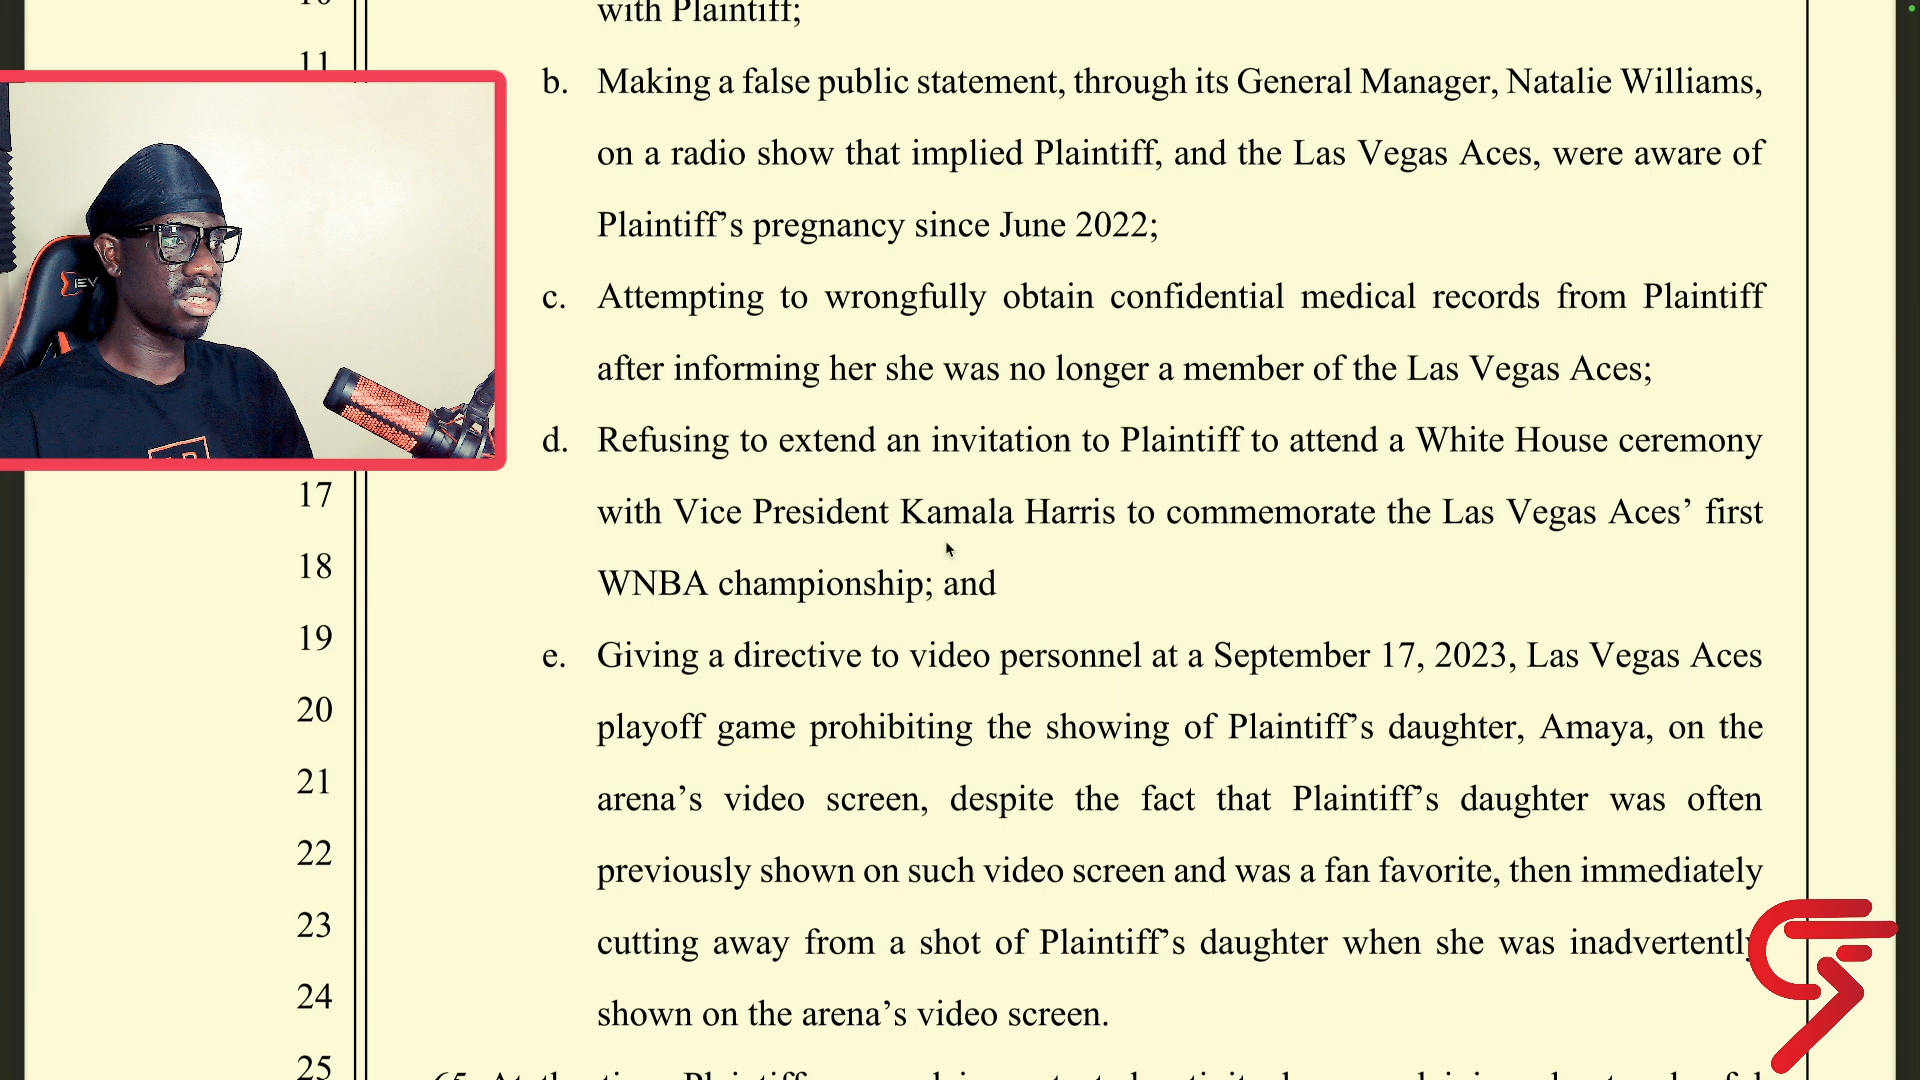 with Plaintiff;
11
b. Making a false public statement, through its General Manager, Natalie Williams,
on a radio show that implied Plaintiff, and the Las Vegas Aces, were aware of
Plaintiff’s pregnancy since June 2022;
c. Attempting to wrongfully obtain confidential medical records from Plaintiff
after informing her she was no longer a member of the Las Vegas Aces;
d. Refusing to extend an invitation to Plaintiff to attend a White House ceremony
17 with Vice President Kamala Harris to commemorate the Las Vegas Aces’ first
18 WNBA championship; and
19 e. Giving a directive to video personnel at a September 17, 2023, Las Vegas Aces
20 playoff game prohibiting the showing of Plaintiff’s daughter, Amaya, on the
21 arena’s video screen, despite the fact that Plaintiff’s daughter was often
22 previously shown on such video screen and was a fan favorite, then immediately
23 cutting away from a shot of Plaintiff’s daughter when she was inadvertently
24 shown on the arena’s video screen.
25